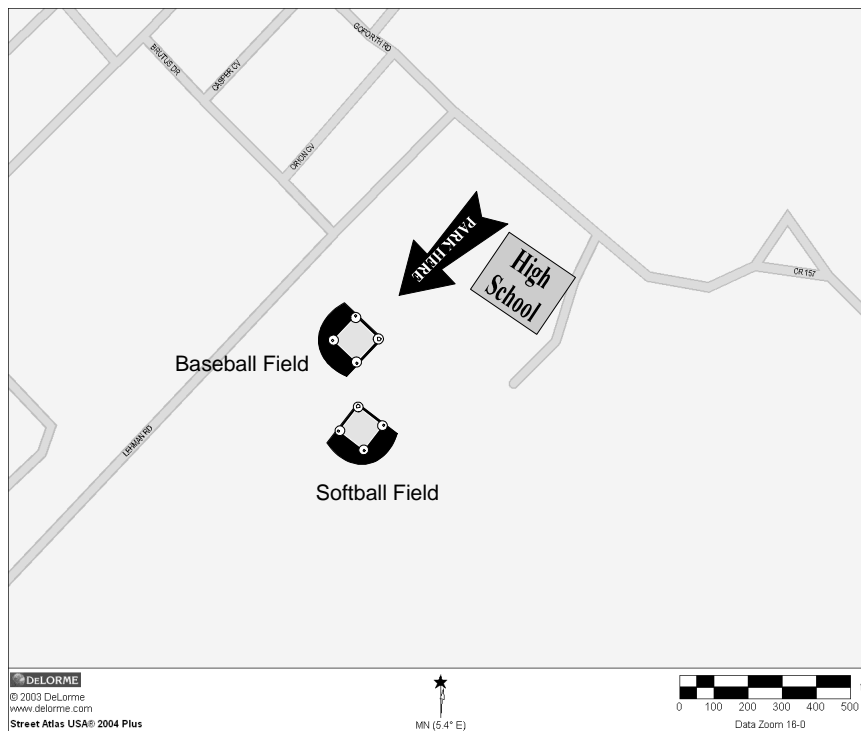 GOFORTH RD
BRUTUS DR
CASPER CV
ORION CV
PARK HERE
High
School
CR 157
Baseball Field
LEHMAN RD
Softball Field
DELORME
© 2003 DeLorme
www.delorme.com
Street Atlas USA® 2004 Plus
MN (5.4° E)
0 100 200 300 400 500
Data Zoom 16-0